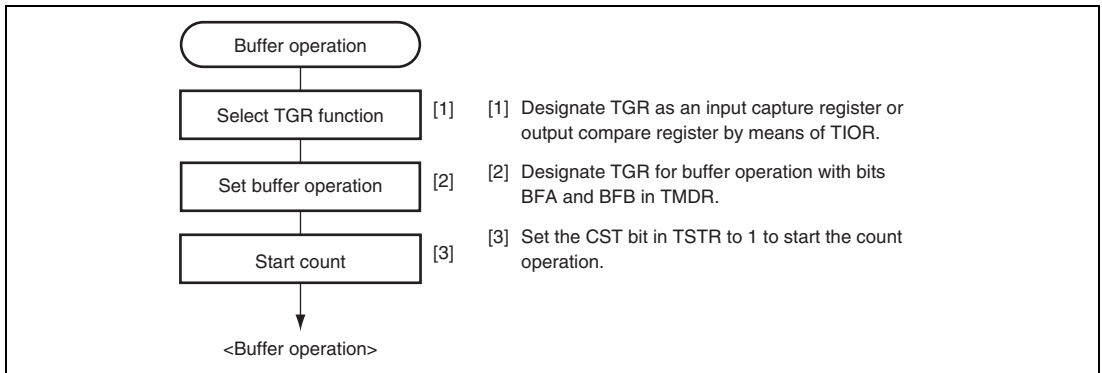 Buffer operation
Select TGR function
[1]
[1] Designate TGR as an input capture register or
output compare register by means of TIOR.
Set buffer operation
[2]
[2] Designate TGR for buffer operation with bits
BFA and BFB in TMDR.
Start count
[3]
[3] Set the CST bit in TSTR to 1 to start the count
operation.
<Buffer operation>